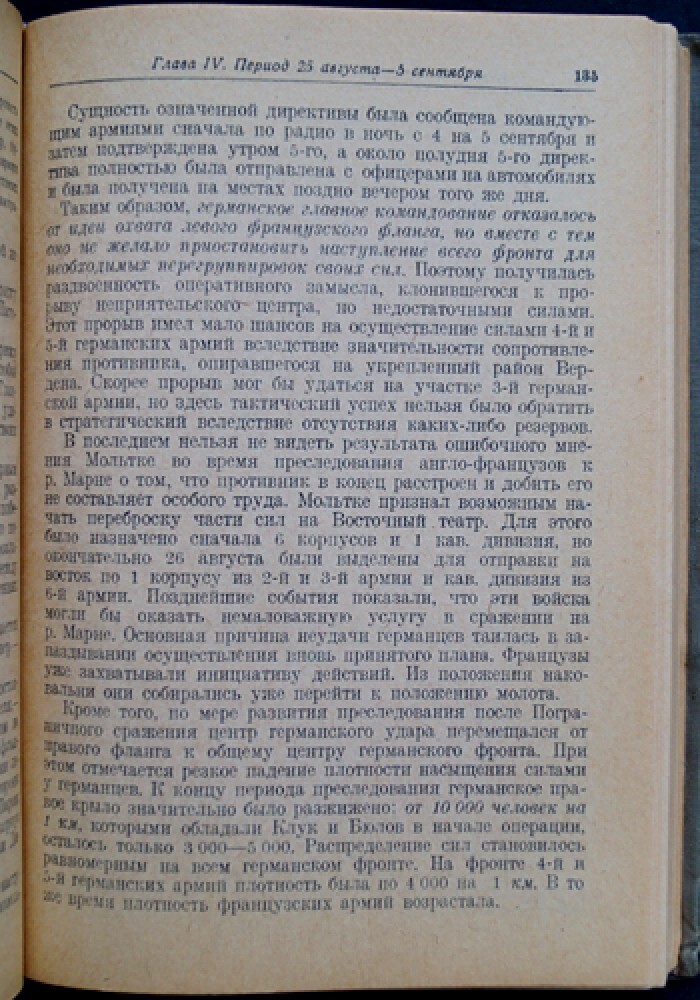 Глава IV. Период 25 августа—5 сентября 135
Сущность означенной директивы была сообщена командую-
щим армиями сначала по радио в ночь с 4 на 5 сентября и
затем подтверждена утром 5-го, а около полудня 5-го дирек-
тива полностью была отправлена с офицерами на автомобилях
и была получена на местах поздно вечером того же дня.
Таким образом, германское главное командование отказалось
от идеи охвата левого французского фланга, но вместе с тем
оно не желало приостановить наступление всего фронта для
необходимых перегруппировок своих сил. Поэтому получилась
раздвоенность оперативного замысла, клонившегося к про-
рыву неприятельского центра, но недостаточными силами.
Этот прорыв имел мало шансов на осуществление силами 4-й и
5-й германских армий вследствие значительности сопротивле-
ния противника, опиравшегося на укрепленный район Вер-
дена. Скорее прорыв мог бы удаться на участке 3-й герман-
ской армии, но здесь тактический успех нельзя было обратить
в стратегический вследствие отсутствия каких-либо резервов.
В последнем нельзя не видеть результата ошибочного мне-
ния Мольтке во время преследования англо-французов к
р. Марне о том, что противник в конец расстроен и добить его
не составляет особого труда. Мольтке признал возможным на-
чать переброску части сил на Восточный театр. Для этого
было назначено сначала 6 корпусов и 1 кав. дивизия, но
окончательно 26 августа были выделены для отправки на
восток по 1 корпусу из 2-й и 3-й армии и кав. дивизия из
6-й армии. Позднейшие события показали, что эти войска
могли бы оказать немаловажную услугу в сражении на
р. Марне. Основная причина неудачи германцев таилась в за-
паздывании осуществления вновь принятого плана. Французы
уже захватывали инициативу действий. Из положения нако-
вальни они собирались уже перейти к положению молота.
Кроме того, по мере развития преследования после Погра-
ничного сражения центр германского удара перемещался от
правого фланга к общему центру германского фронта. При
этом отмечается резкое падение плотности насыщения силами
у германцев. К концу периода преследования германское пра-
вое крыло значительно было разжижено: от 10 000 человек на
1 км, которыми обладали Клук и Бюлов в начале операции,
осталось только 3 000—5 000. Распределение сил становилось
равномерным на всем германском фронте. На фронте 4-й и
5-й германских армий плотность была по 4 000 на 1 км. В то
же время плотность французских армий возрастала.